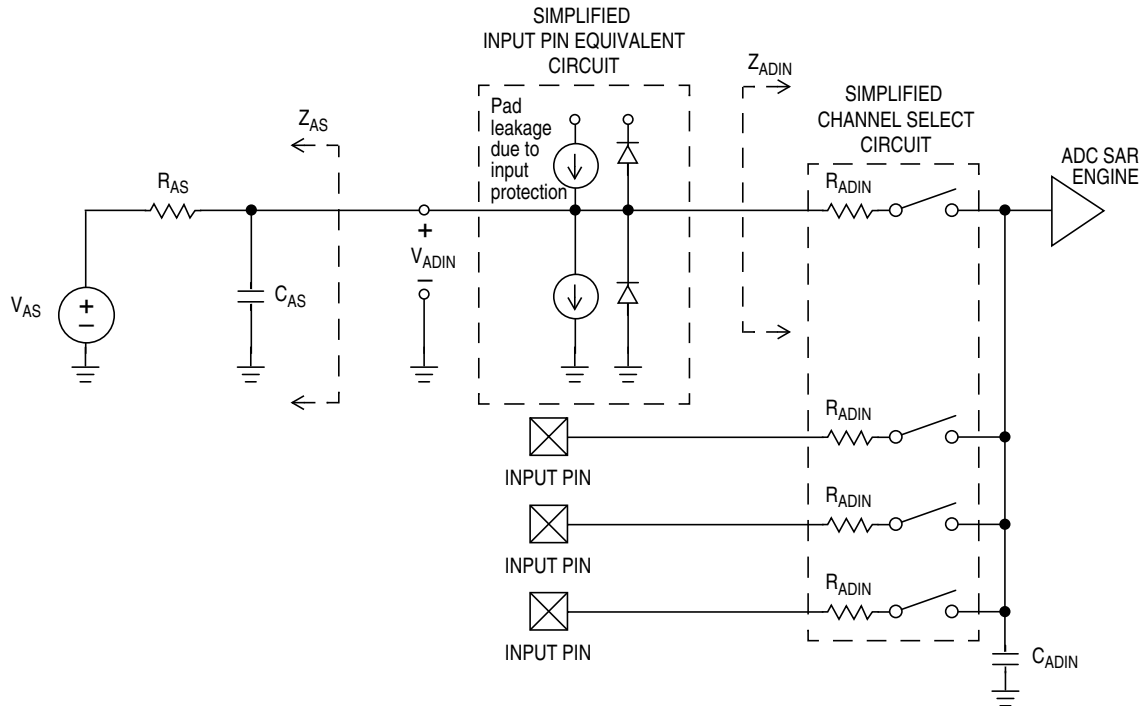 SIMPLIFIED
INPUT PIN EQUIVALENT
CIRCUIT
Z_ADIN
SIMPLIFIED
CHANNEL SELECT
CIRCUIT
Pad
leakage
due to
input
protection
Z_AS
R_AS
R_ADIN
ADC SAR
ENGINE
+
V_ADIN
–
C_AS
V_AS
+
–
R_ADIN
INPUT PIN
R_ADIN
INPUT PIN
R_ADIN
INPUT PIN
C_ADIN